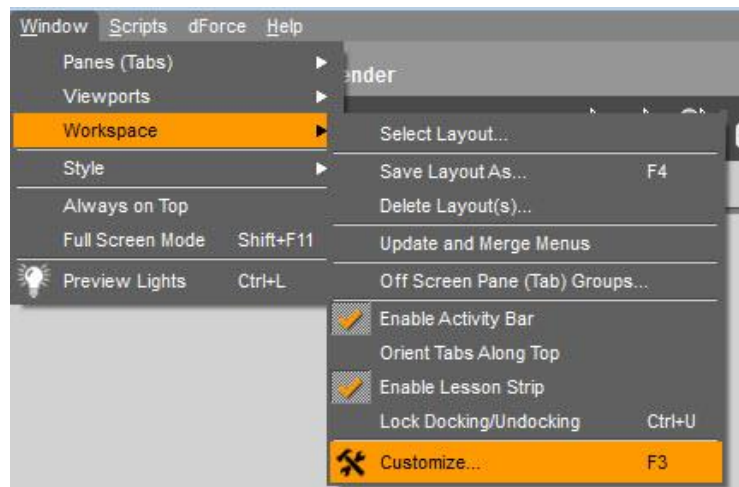 Window Scripts dForce Help
Panes (Tabs)
Viewports
Workspace
Style
Always on Top
Full Screen Mode Shift+F11
Preview Lights Ctrl+L
ender
Select Layout...
Save Layout As... F4
Delete Layout(s)...
Update and Merge Menus
Off Screen Pane (Tab) Groups...
Enable Activity Bar
Orient Tabs Along Top
Enable Lesson Strip
Lock Docking/Undocking Ctrl+U
Customize... F3